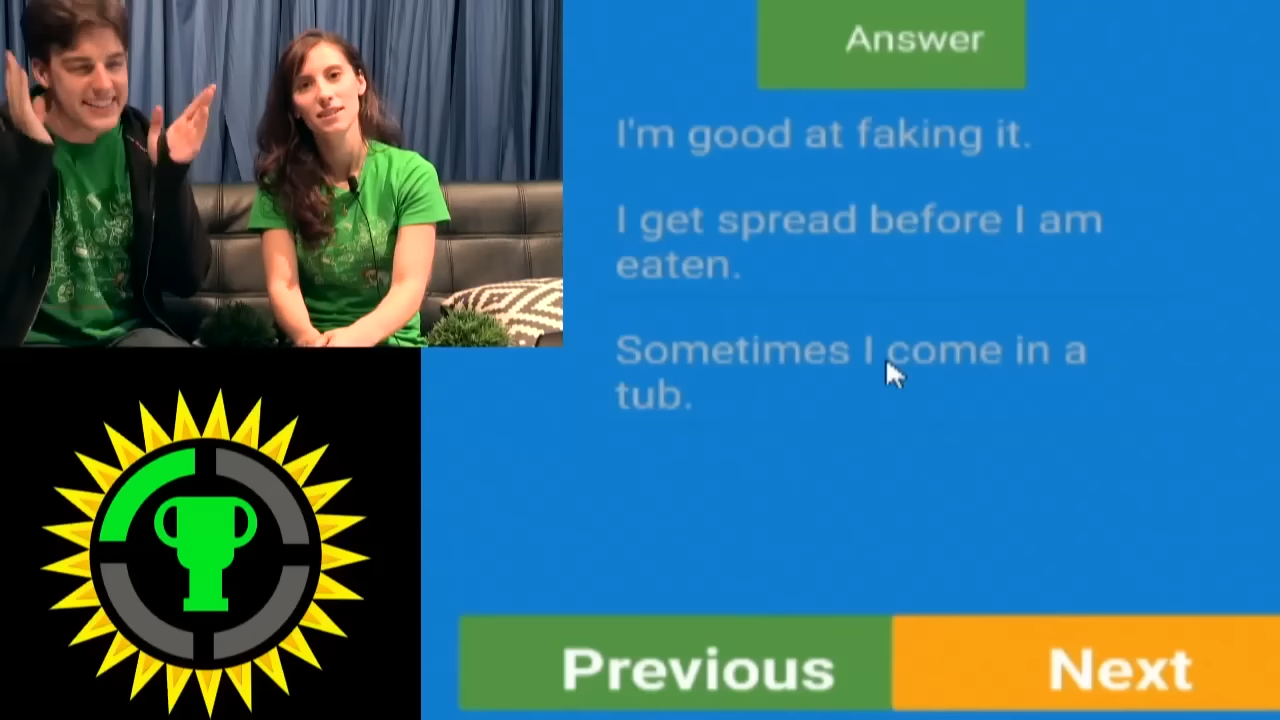 Answer
I'm good at faking it.
I get spread before I am
eaten.
Sometimes I come in a
tub.
Previous
Next